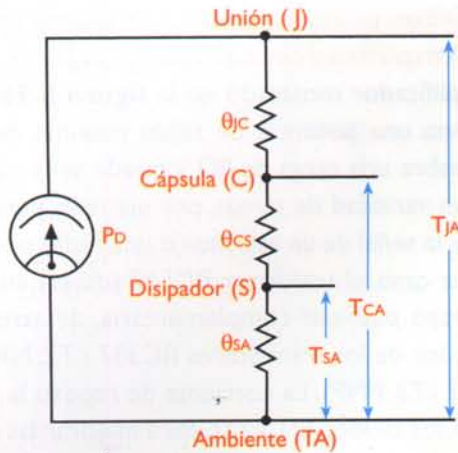 Unión (J)
θJC
Cápsula (C)
PD
TJA
θCS
Disipador (S)
TCA
TSA
θSA
Ambiente (TA)